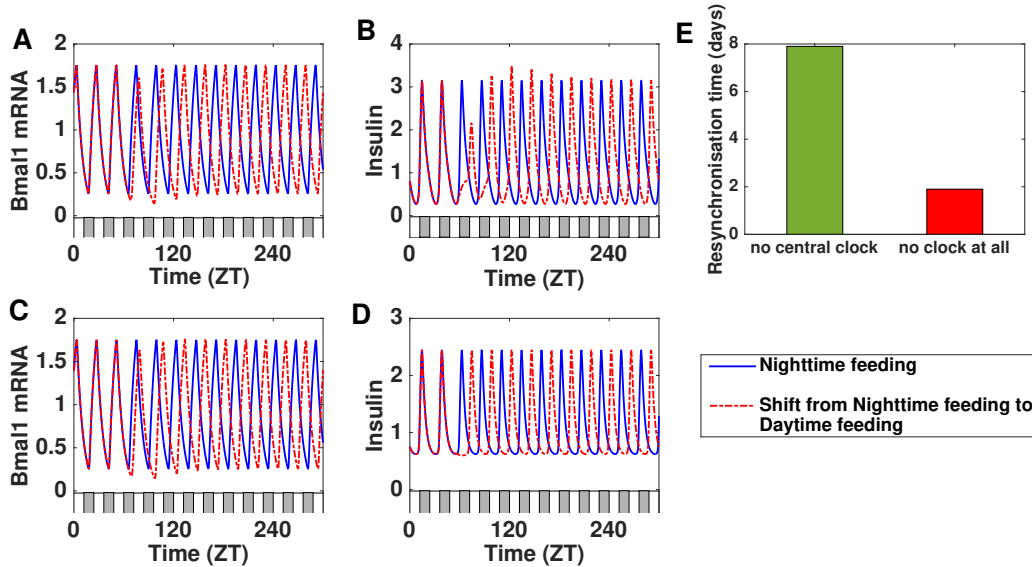 A
Bmal1 mRNA
2
1.5
1
0.5
0
0
120
240
Time (ZT)
B
Insulin
4
3
2
1
0
0
120
240
Time (ZT)
E
Resynchronisation time (days)
8
6
4
2
0
no central clock
no clock at all
C
Bmal1 mRNA
2
1.5
1
0.5
0
0
120
240
Time (ZT)
D
Insulin
3
2
1
0
0
120
240
Time (ZT)
Nighttime feeding
Shift from Nighttime feeding to
Daytime feeding